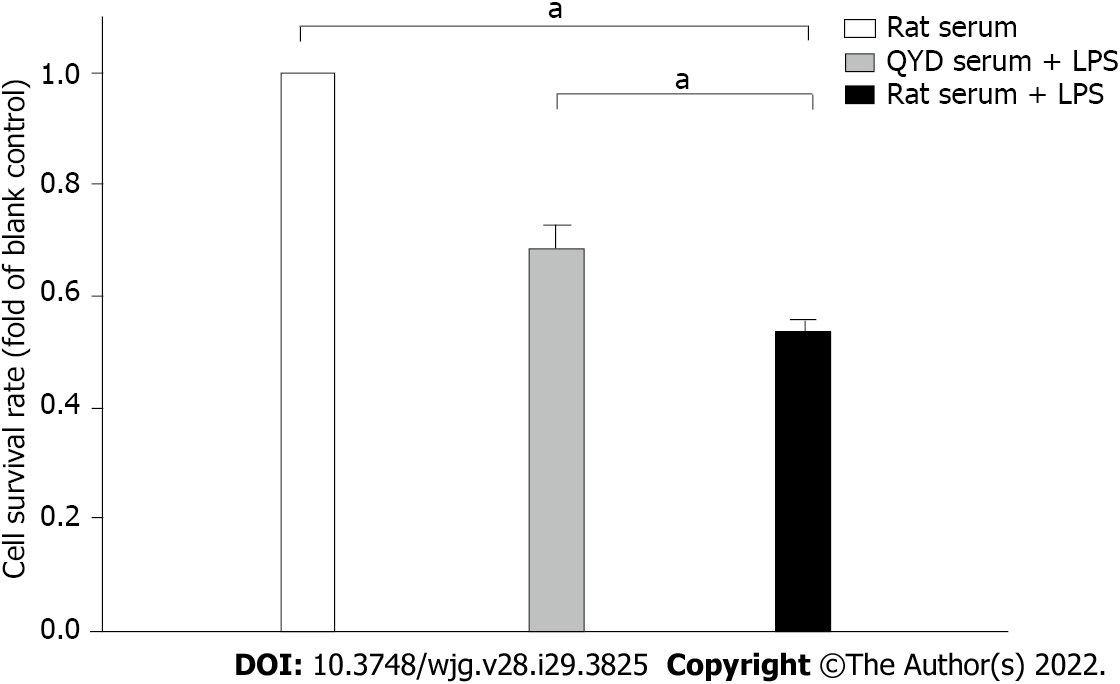 a
Rat serum
QYD serum + LPS
Rat serum + LPS
a
Cell survival rate (fold of blank control)
1.0
0.8
0.6
0.4
0.2
0.0
DOI: 10.3748/wjg.v28.i29.3825 Copyright ©The Author(s) 2022.